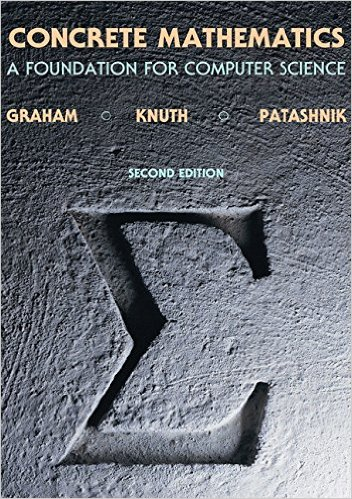 CONCRETE MATHEMATICS
A FOUNDATION FOR COMPUTER SCIENCE
GRAHAM ○ KNUTH ○ PATASHNIK
SECOND EDITION
Σ